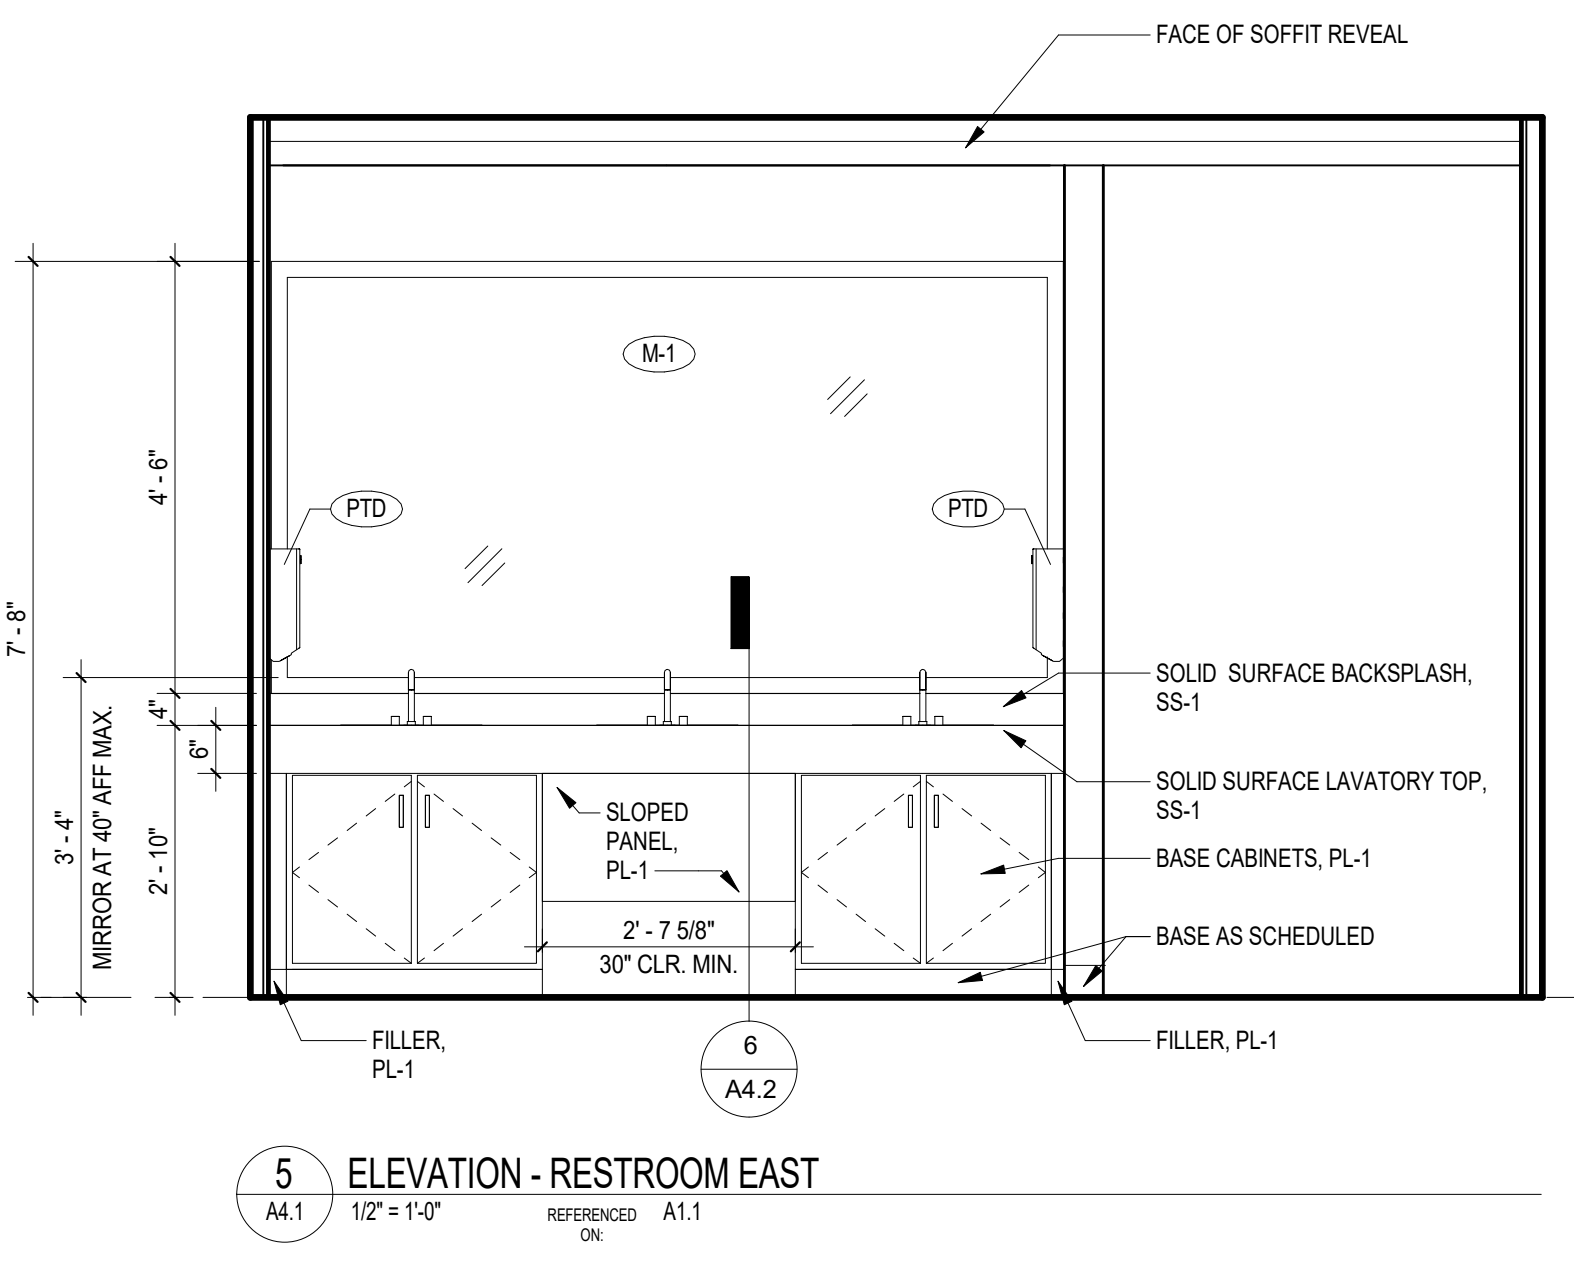 FACE OF SOFFIT REVEAL
M-1
4' - 6"
PTD
PTD
7' - 8"
SOLID SURFACE BACKSPLASH,
SS-1
4"
6"
MIRROR AT 40" AFF MAX.
3' - 4"
2' - 10"
SOLID SURFACE LAVATORY TOP,
SS-1
SLOPED
PANEL,
PL-1
BASE CABINETS, PL-1
2' - 7 5/8"
30" CLR. MIN.
BASE AS SCHEDULED
FILLER,
PL-1
6
A4.2
FILLER, PL-1
5
A4.1
ELEVATION - RESTROOM EAST
1/2" = 1'-0"
REFERENCED
ON:
A1.1